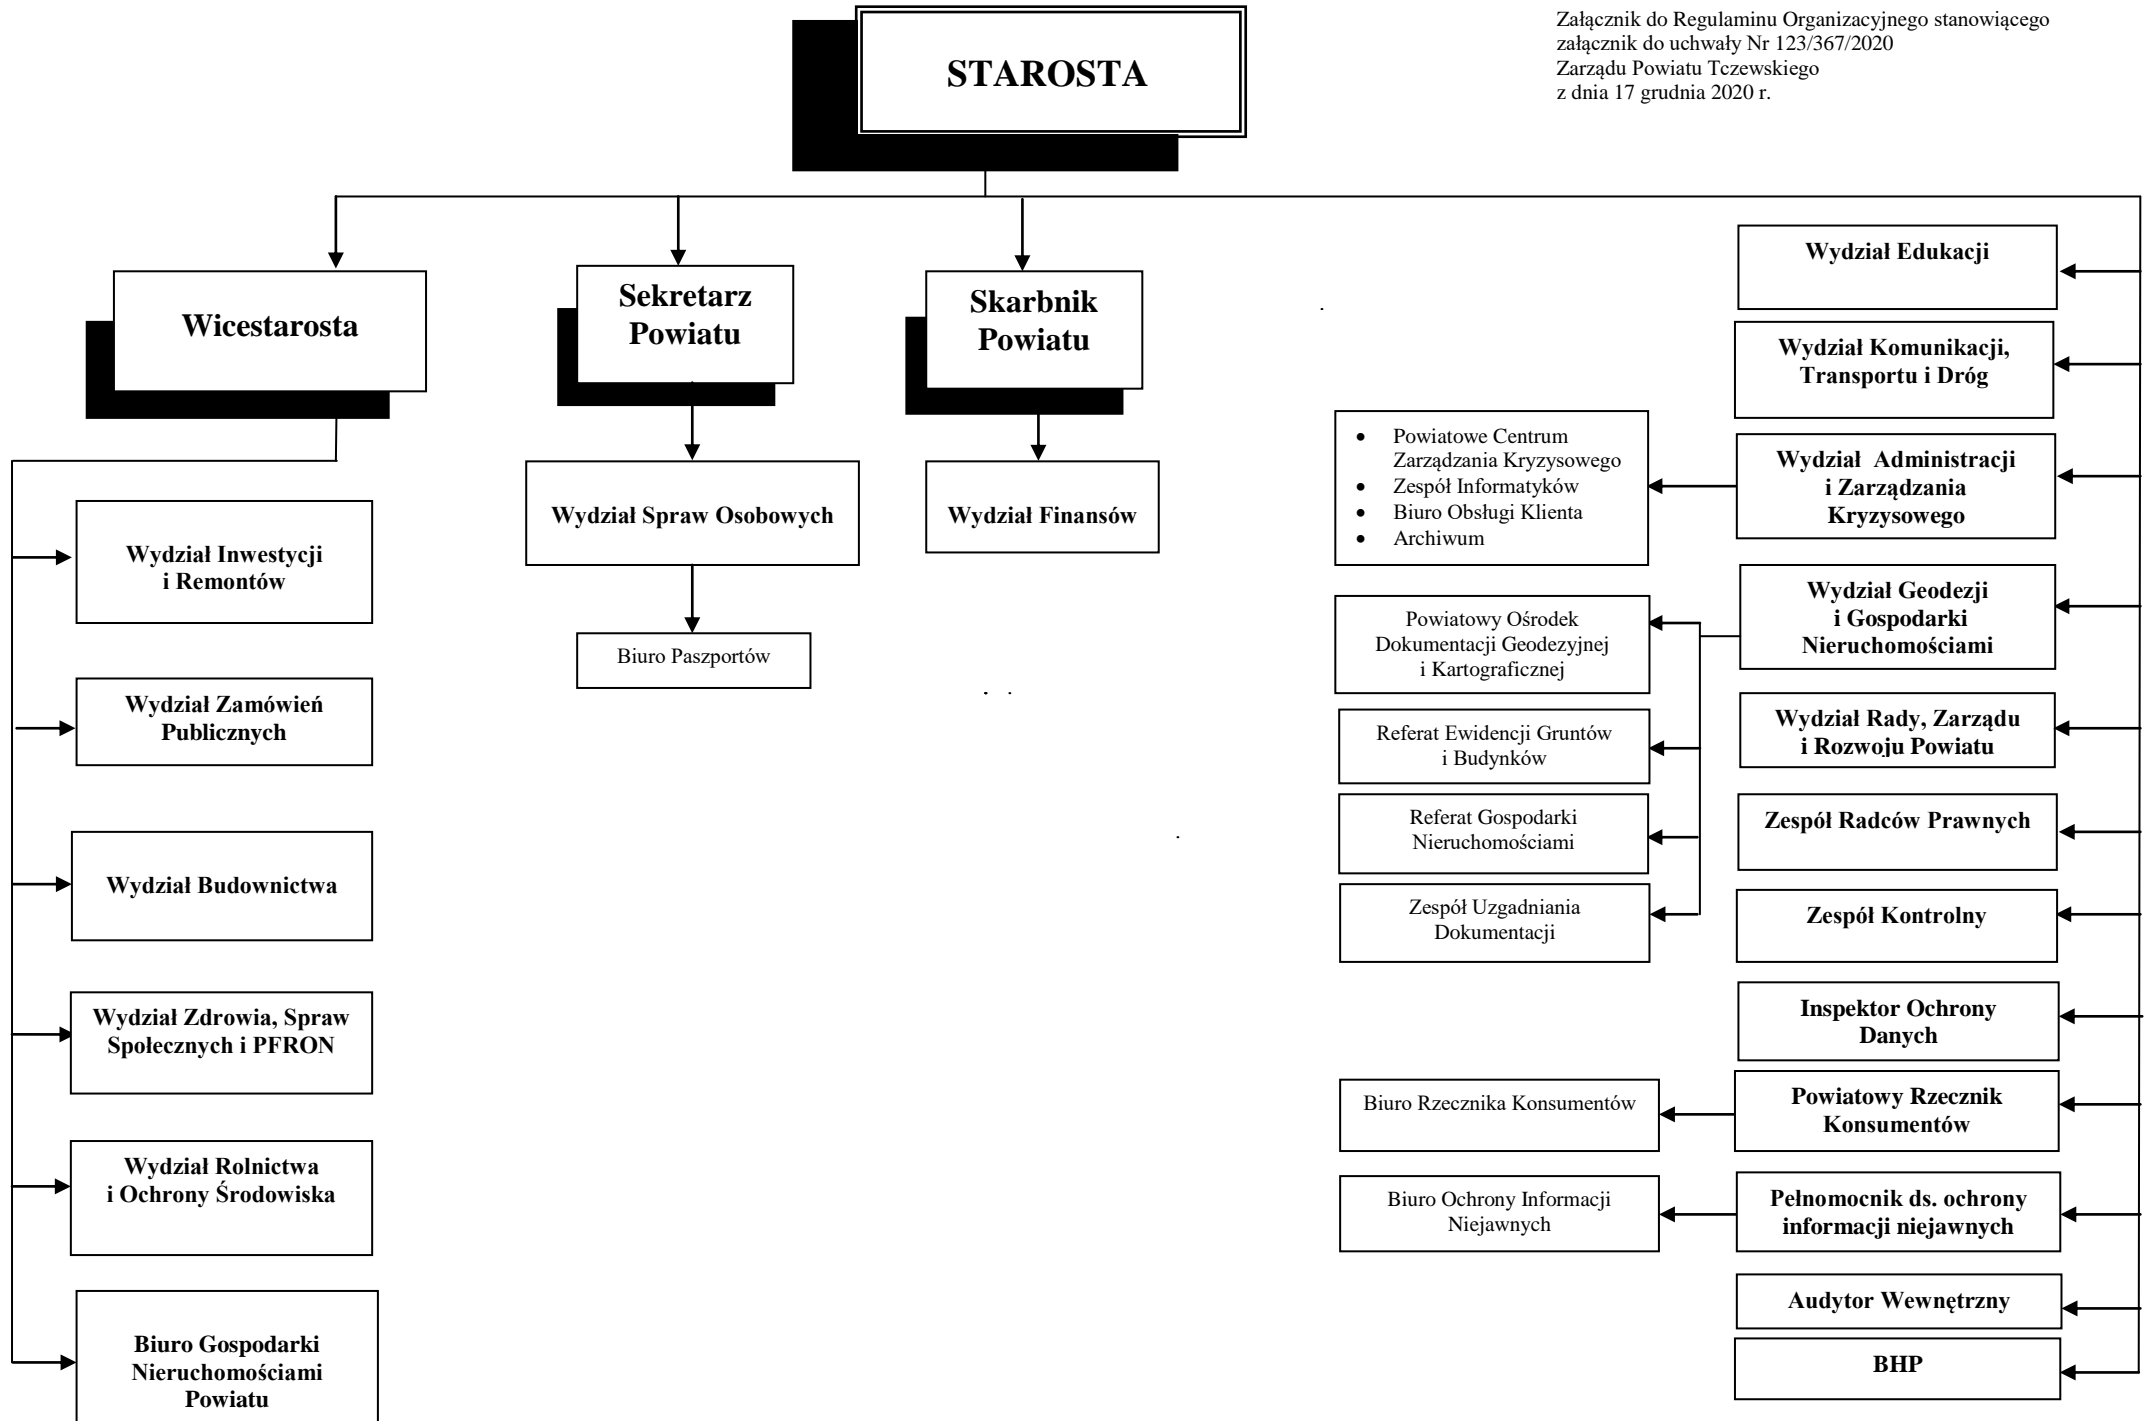 Załącznik do Regulaminu Organizacyjnego stanowiącego
załącznik do uchwały Nr 123/367/2020
Zarządu Powiatu Tczewskiego
z dnia 17 grudnia 2020 r.
STAROSTA
Wicestarosta
Sekretarz
Powiatu
Skarbnik
Powiatu
Wydział Inwestycji
i Remontów
Wydział Zamówień
Publicznych
Wydział Budownictwa
Wydział Zdrowia, Spraw
Społecznych i PFRON
Wydział Rolnictwa
i Ochrony Środowiska
Biuro Gospodarki
Nieruchomościami
Powiatu
Wydział Spraw Osobowych
Biuro Paszportów
Wydział Finansów
Wydział Edukacji
Wydział Komunikacji,
Transportu i Dróg
Wydział Administracji
i Zarządzania
Kryzysowego
• Powiatowe Centrum
Zarządzania Kryzysowego
• Zespół Informatyków
• Biuro Obsługi Klienta
• Archiwum
Wydział Geodezji
i Gospodarki
Nieruchomościami
Powiatowy Ośrodek
Dokumentacji Geodezyjnej
i Kartograficznej
Referat Ewidencji Gruntów
i Budynków
Referat Gospodarki
Nieruchomościami
Zespół Uzgadniania
Dokumentacji
Wydział Rady, Zarządu
i Rozwoju Powiatu
Zespół Radców Prawnych
Zespół Kontrolny
Inspektor Ochrony
Danych
Powiatowy Rzecznik
Konsumentów
Biuro Rzecznika Konsumentów
Pełnomocnik ds. ochrony
informacji niejawnych
Biuro Ochrony Informacji
Niejawnych
Audytor Wewnętrzny
BHP